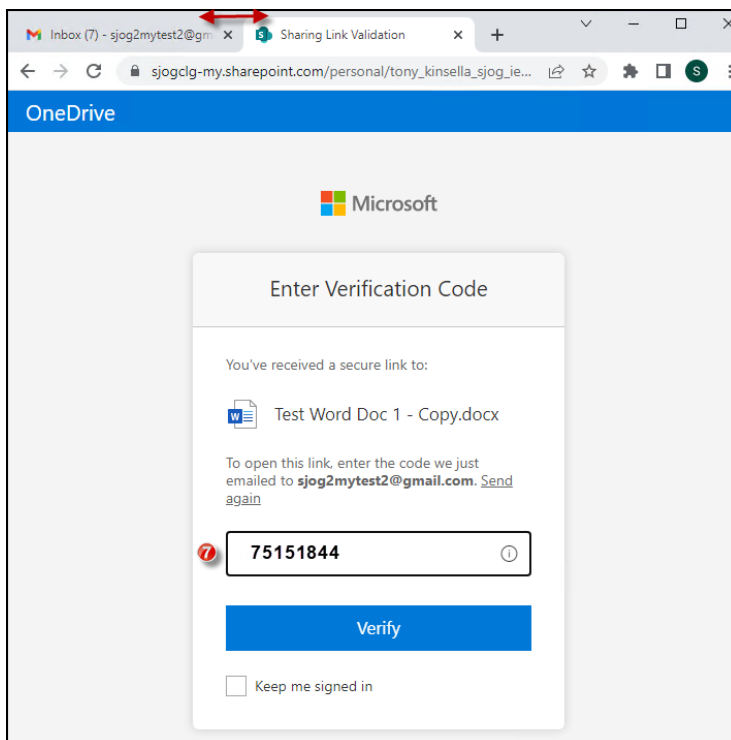 Inbox (7) - sjog2mytest2@gm
Sharing Link Validation
sjogclg-my.sharepoint.com/personal/tony_kinsella_sjog_ie...
S
OneDrive
Microsoft
Enter Verification Code
You've received a secure link to:
Test Word Doc 1 - Copy.docx
To open this link, enter the code we just
emailed to sjog2mytest2@gmail.com. Send
again
7
75151844
Verify
Keep me signed in